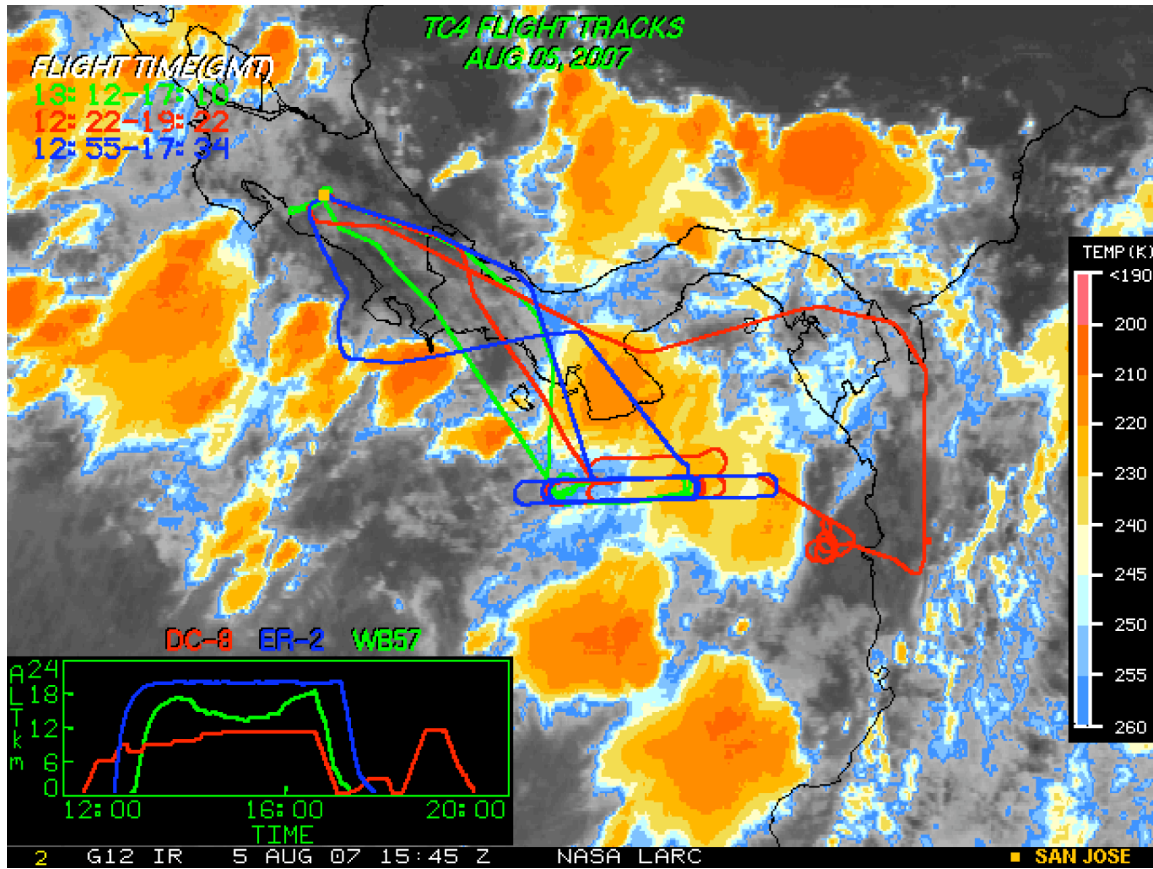 TC4 FLIGHT TRACKS
AUG 05, 2007
FLIGHT TIME(GMT)
13:12-17:10
12:22-19:22
12:55-17:34
TEMP(K)
<190
200
210
220
230
240
245
250
255
260
DC-8 ER-2 WB57
ALT km
24
18
12
6
0
12:00 16:00 20:00
TIME
2 G12 IR 5 AUG 07 15:45 Z NASA LARC SAN JOSE